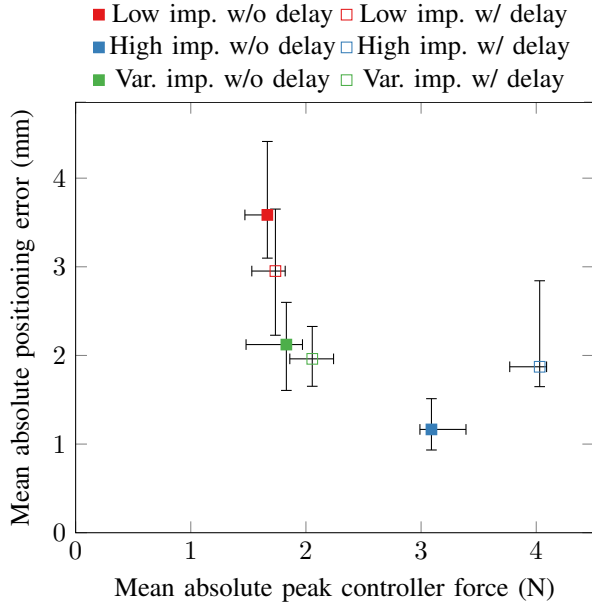 Low imp. w/o delay Low imp. w/ delay
High imp. w/o delay High imp. w/ delay
Var. imp. w/o delay Var. imp. w/ delay
Mean absolute positioning error (mm)
4
3
2
1
0
0 1 2 3 4
Mean absolute peak controller force (N)